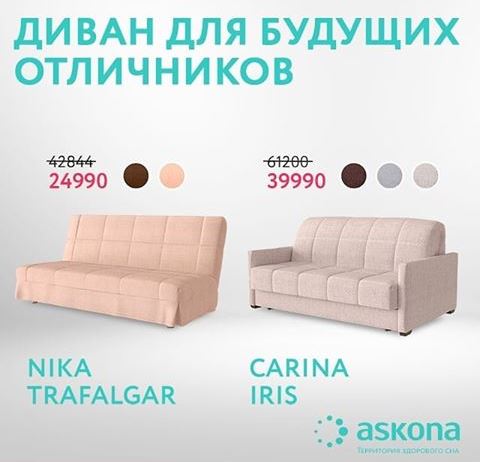 ДИВАН ДЛЯ БУДУЩИХ
ОТЛИЧНИКОВ
42844
24990
61200
39990
NIKA
TRAFALGAR
CARINA
IRIS
askona
ТЕРРИТОРИЯ ЗДОРОВОГО СНА